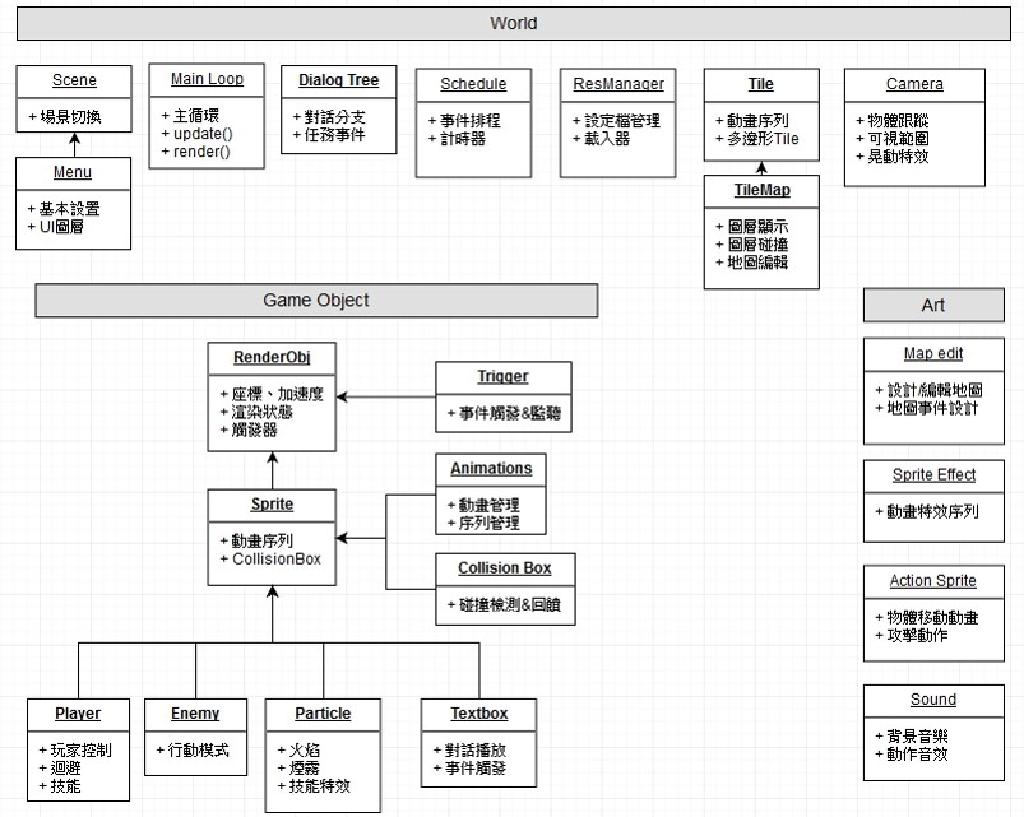 World
Scene
+ 場景切換
Main Loop
+ 主循環
+ update()
+ render()
Dialog Tree
+ 對話分支
+ 任務事件
Schedule
+ 事件排程
+ 計時器
ResManager
+ 設定檔管理
+ 載入器
Tile
+ 動畫序列
+ 多邊形Tile
Camera
+ 物體跟蹤
+ 可視範圍
+ 晃動特效
Menu
+ 基本設置
+ UI圖層
TileMap
+ 圖層顯示
+ 圖層碰撞
+ 地圖編輯
Game Object
RenderObj
+ 座標、加速度
+ 渲染狀態
+ 觸發器
Trigger
+ 事件觸發&監聽
Sprite
+ 動畫序列
+ CollisionBox
Animations
+ 動畫管理
+ 序列管理
Collision Box
+ 碰撞檢測&回饋
Player
+ 玩家控制
+ 迴避
+ 技能
Enemy
+ 行動模式
Particle
+ 火焰
+ 煙霧
+ 技能特效
Textbox
+ 對話播放
+ 事件觸發
Art
Map edit
+ 設計/編輯地圖
+ 地圖事件設計
Sprite Effect
+ 動畫特效序列
Action Sprite
+ 物體移動動畫
+ 攻擊動作
Sound
+ 背景音樂
+ 動作音效